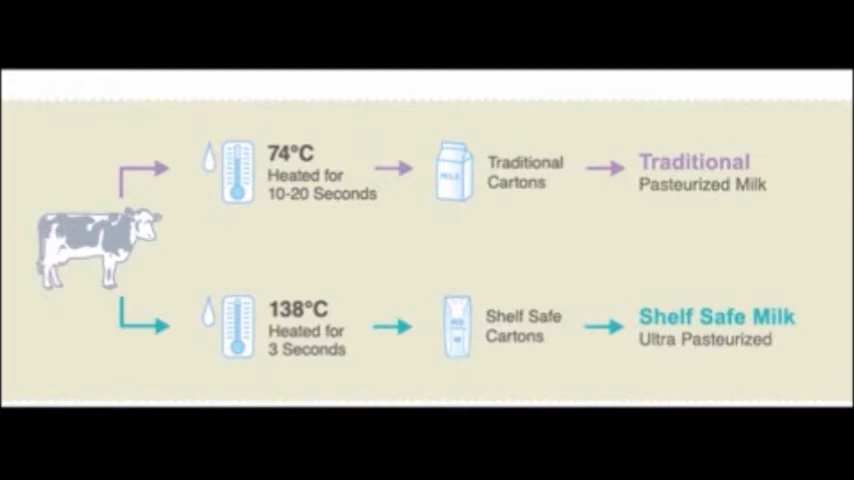 74°C
Heated for
10-20 Seconds
MILK
Traditional
Cartons
Traditional
Pasteurized Milk
138°C
Heated for
3 Seconds
Shelf Safe
Cartons
Shelf Safe Milk
Ultra Pasteurized